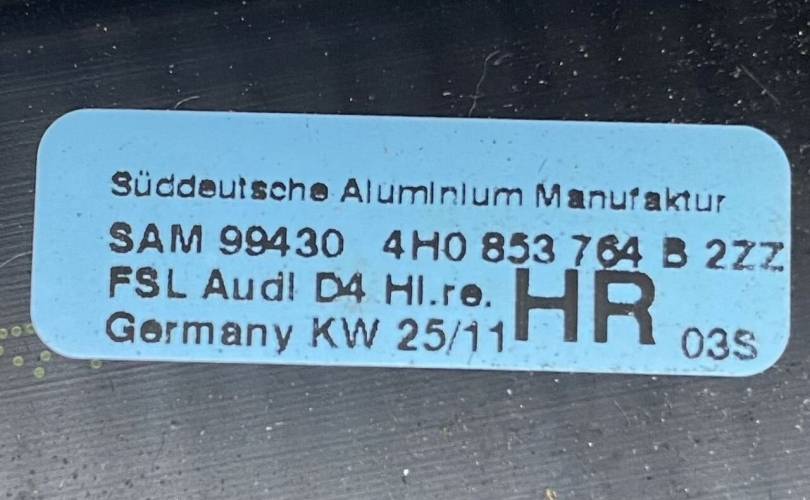 Süddeutsche Aluminium Manufaktur
SAM 99430 4H0 853 764 B 2ZZ
FSL Audi D4 Hl.re. HR
Germany KW 25/11 03S